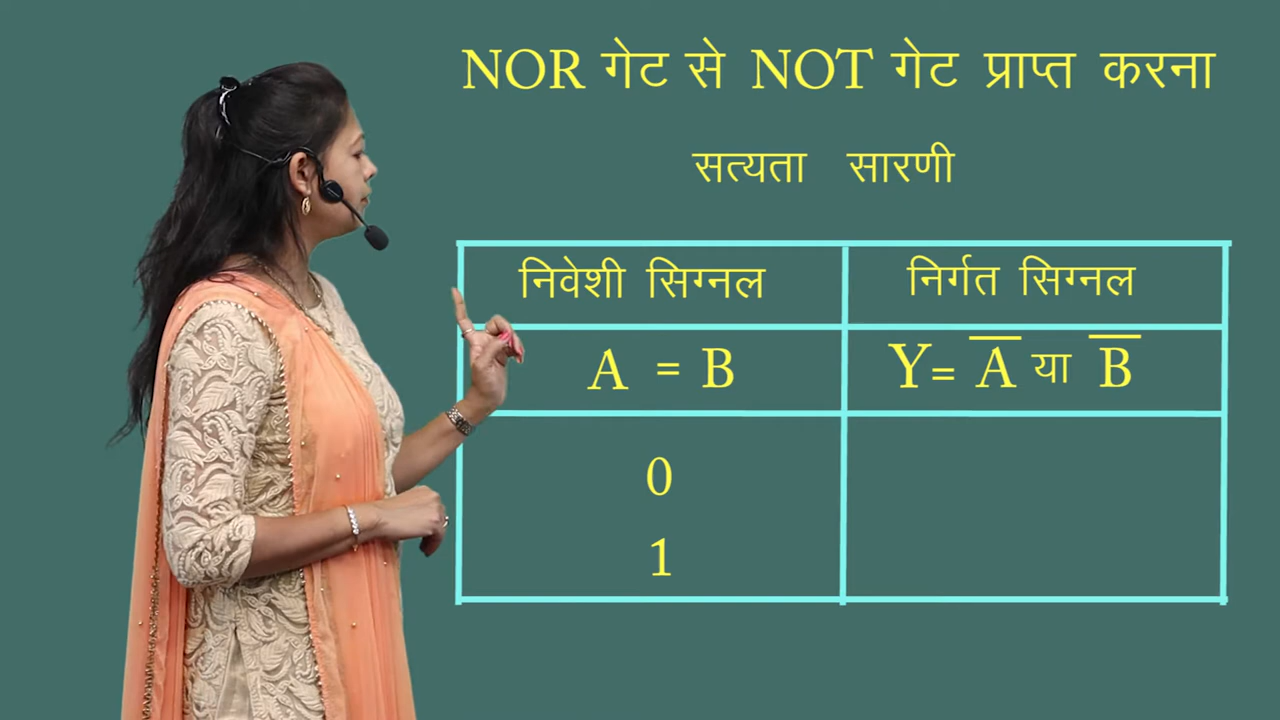 NOR गेट से NOT गेट प्राप्त करना
सत्यता सारणी
निवेशी सिग्नल निर्गत सिग्नल
A = B Y= A̅ या B̅
0
1